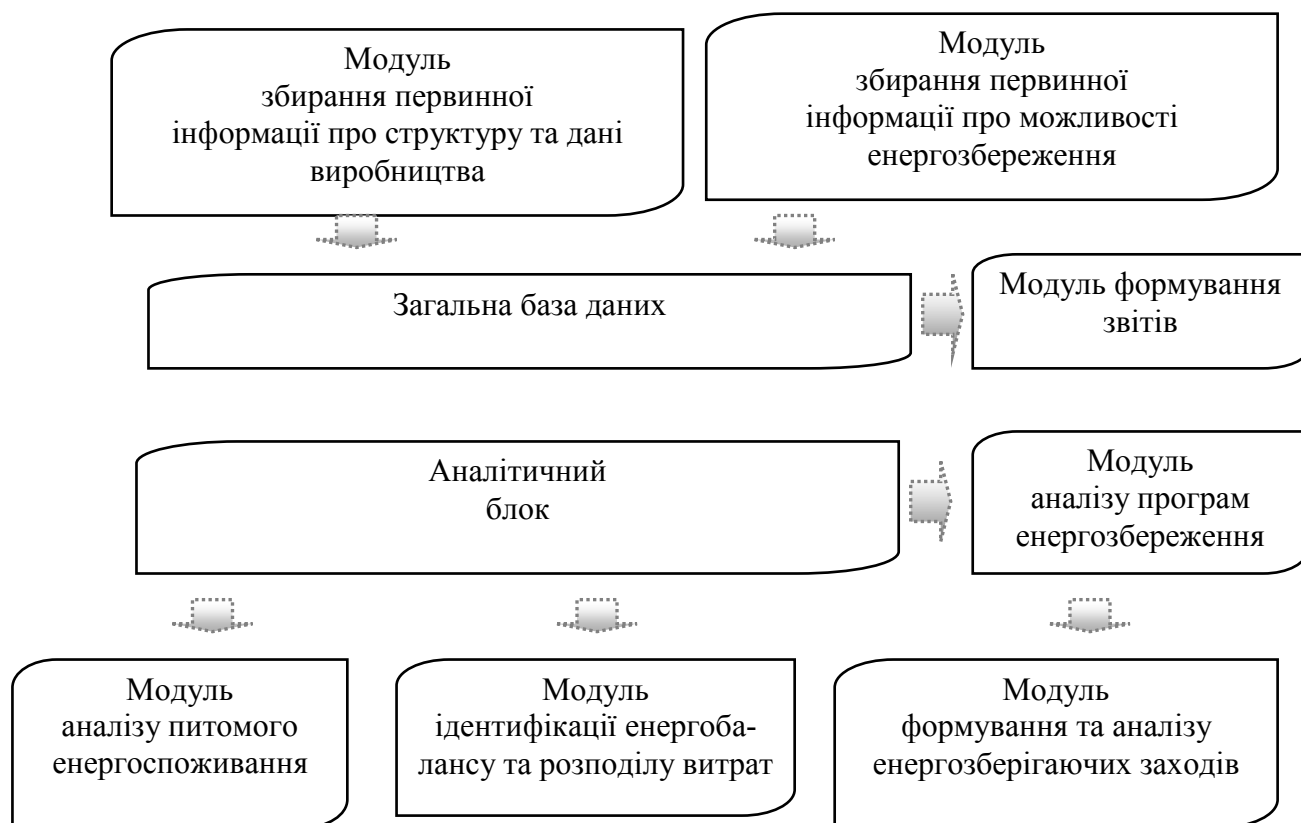 Модуль
збирання первинної
інформації про структуру та дані
виробництва
Модуль
збирання первинної
інформації про можливості
енергозбереження
Загальна база даних
Модуль формування
звітів
Аналітичний
блок
Модуль
аналізу програм
енергозбереження
Модуль
аналізу питомого
енергоспоживання
Модуль
ідентифікації енергоба-
лансу та розподілу витрат
Модуль
формування та аналізу
енергозберігаючих заходів